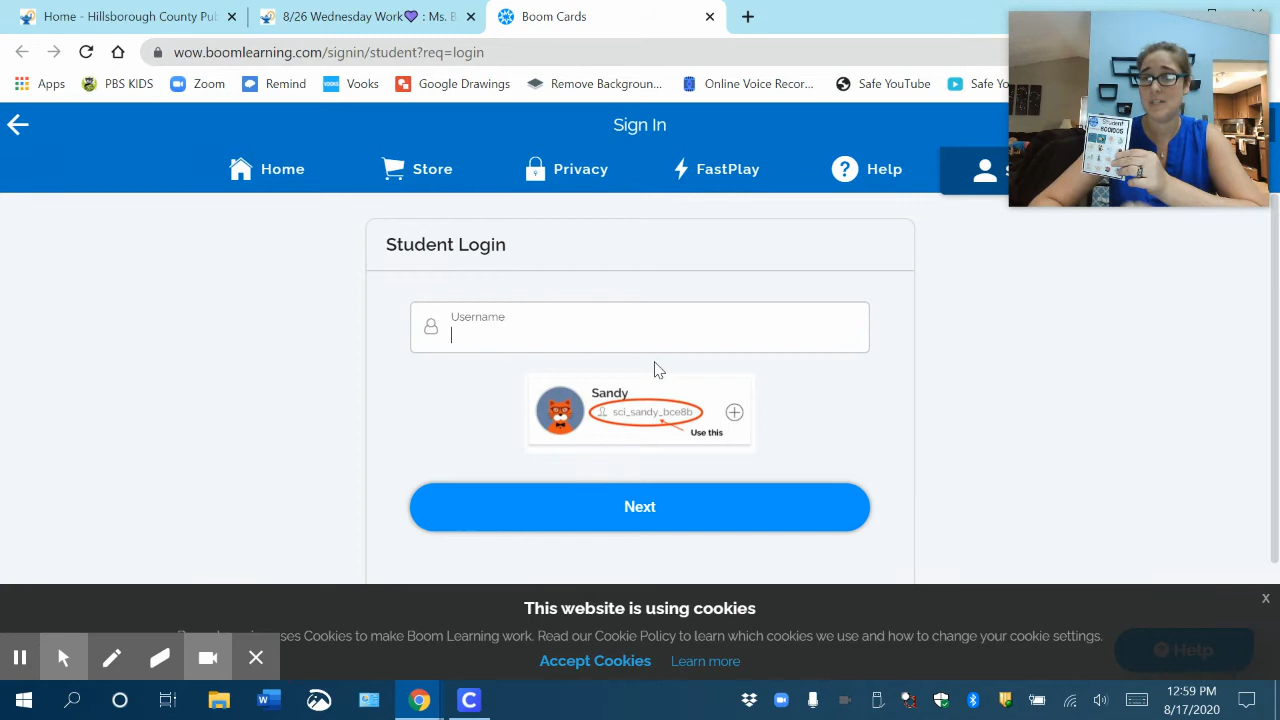 Home - Hillsborough County Pul
8/26 Wednesday Work💜 : Ms. B
Boom Cards
wow.boomlearning.com/signin/student?req=login
Apps
PBS KIDS
Zoom
Remind
Vooks
Google Drawings
Remove Background...
Online Voice Recor...
Safe YouTube
Safe Yo
Sign In
Home
Store
Privacy
FastPlay
Help
S
Student
Student Login
Username
Sandy
sci_sandy_bce8b
Use this
Next
This website is using cookies
ses Cookies to make Boom Learning work. Read our Cookie Policy to learn which cookies we use and how to change your cookie settings.
Accept Cookies
Learn more
Help
12:59 PM
8/17/2020